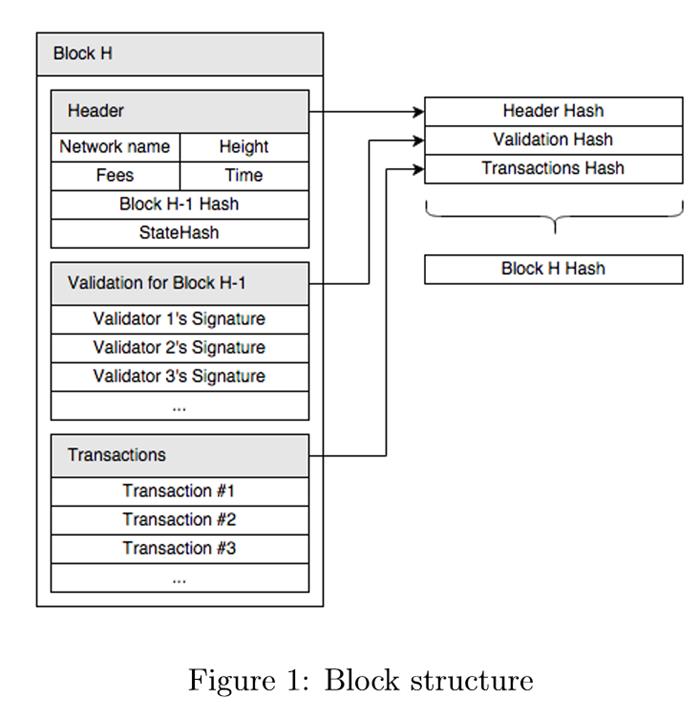 Block H
Header
Network name Height
Fees Time
Block H-1 Hash
StateHash
Validation for Block H-1
Validator 1's Signature
Validator 2's Signature
Validator 3's Signature
...
Transactions
Transaction #1
Transaction #2
Transaction #3
...
Header Hash
Validation Hash
Transactions Hash
Block H Hash
Figure 1: Block structure